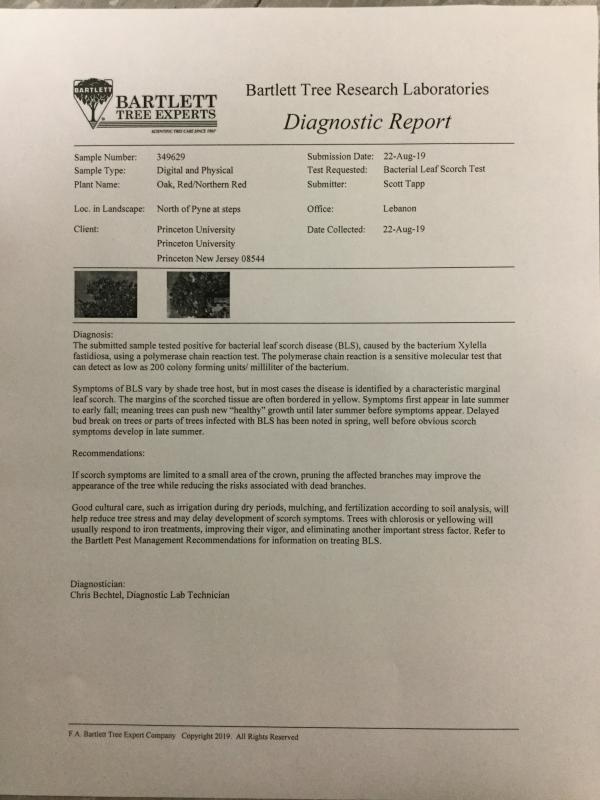 BARTLETT
BARTLETT
TREE EXPERTS
SCIENTIFIC TREE CARE SINCE 1907
Bartlett Tree Research Laboratories
Diagnostic Report
Sample Number: 349629 Submission Date: 22-Aug-19
Sample Type: Digital and Physical Test Requested: Bacterial Leaf Scorch Test
Plant Name: Oak, Red/Northern Red Submitter: Scott Tapp
Loc. in Landscape: North of Pyne at steps Office: Lebanon
Client: Princeton University Date Collected: 22-Aug-19
Princeton University
Princeton New Jersey 08544
Diagnosis:
The submitted sample tested positive for bacterial leaf scorch disease (BLS), caused by the bacterium Xylella
fastidiosa, using a polymerase chain reaction test. The polymerase chain reaction is a sensitive molecular test that
can detect as low as 200 colony forming units/ milliliter of the bacterium.
Symptoms of BLS vary by shade tree host, but in most cases the disease is identified by a characteristic marginal
leaf scorch. The margins of the scorched tissue are often bordered in yellow. Symptoms first appear in late summer
to early fall; meaning trees can push new “healthy” growth until later summer before symptoms appear. Delayed
bud break on trees or parts of trees infected with BLS has been noted in spring, well before obvious scorch
symptoms develop in late summer.
Recommendations:
If scorch symptoms are limited to a small area of the crown, pruning the affected branches may improve the
appearance of the tree while reducing the risks associated with dead branches.
Good cultural care, such as irrigation during dry periods, mulching, and fertilization according to soil analysis, will
help reduce tree stress and may delay development of scorch symptoms. Trees with chlorosis or yellowing will
usually respond to iron treatments, improving their vigor, and eliminating another important stress factor. Refer to
the Bartlett Pest Management Recommendations for information on treating BLS.
Diagnostician:
Chris Bechtel, Diagnostic Lab Technician
F.A. Bartlett Tree Expert Company Copyright 2019. All Rights Reserved